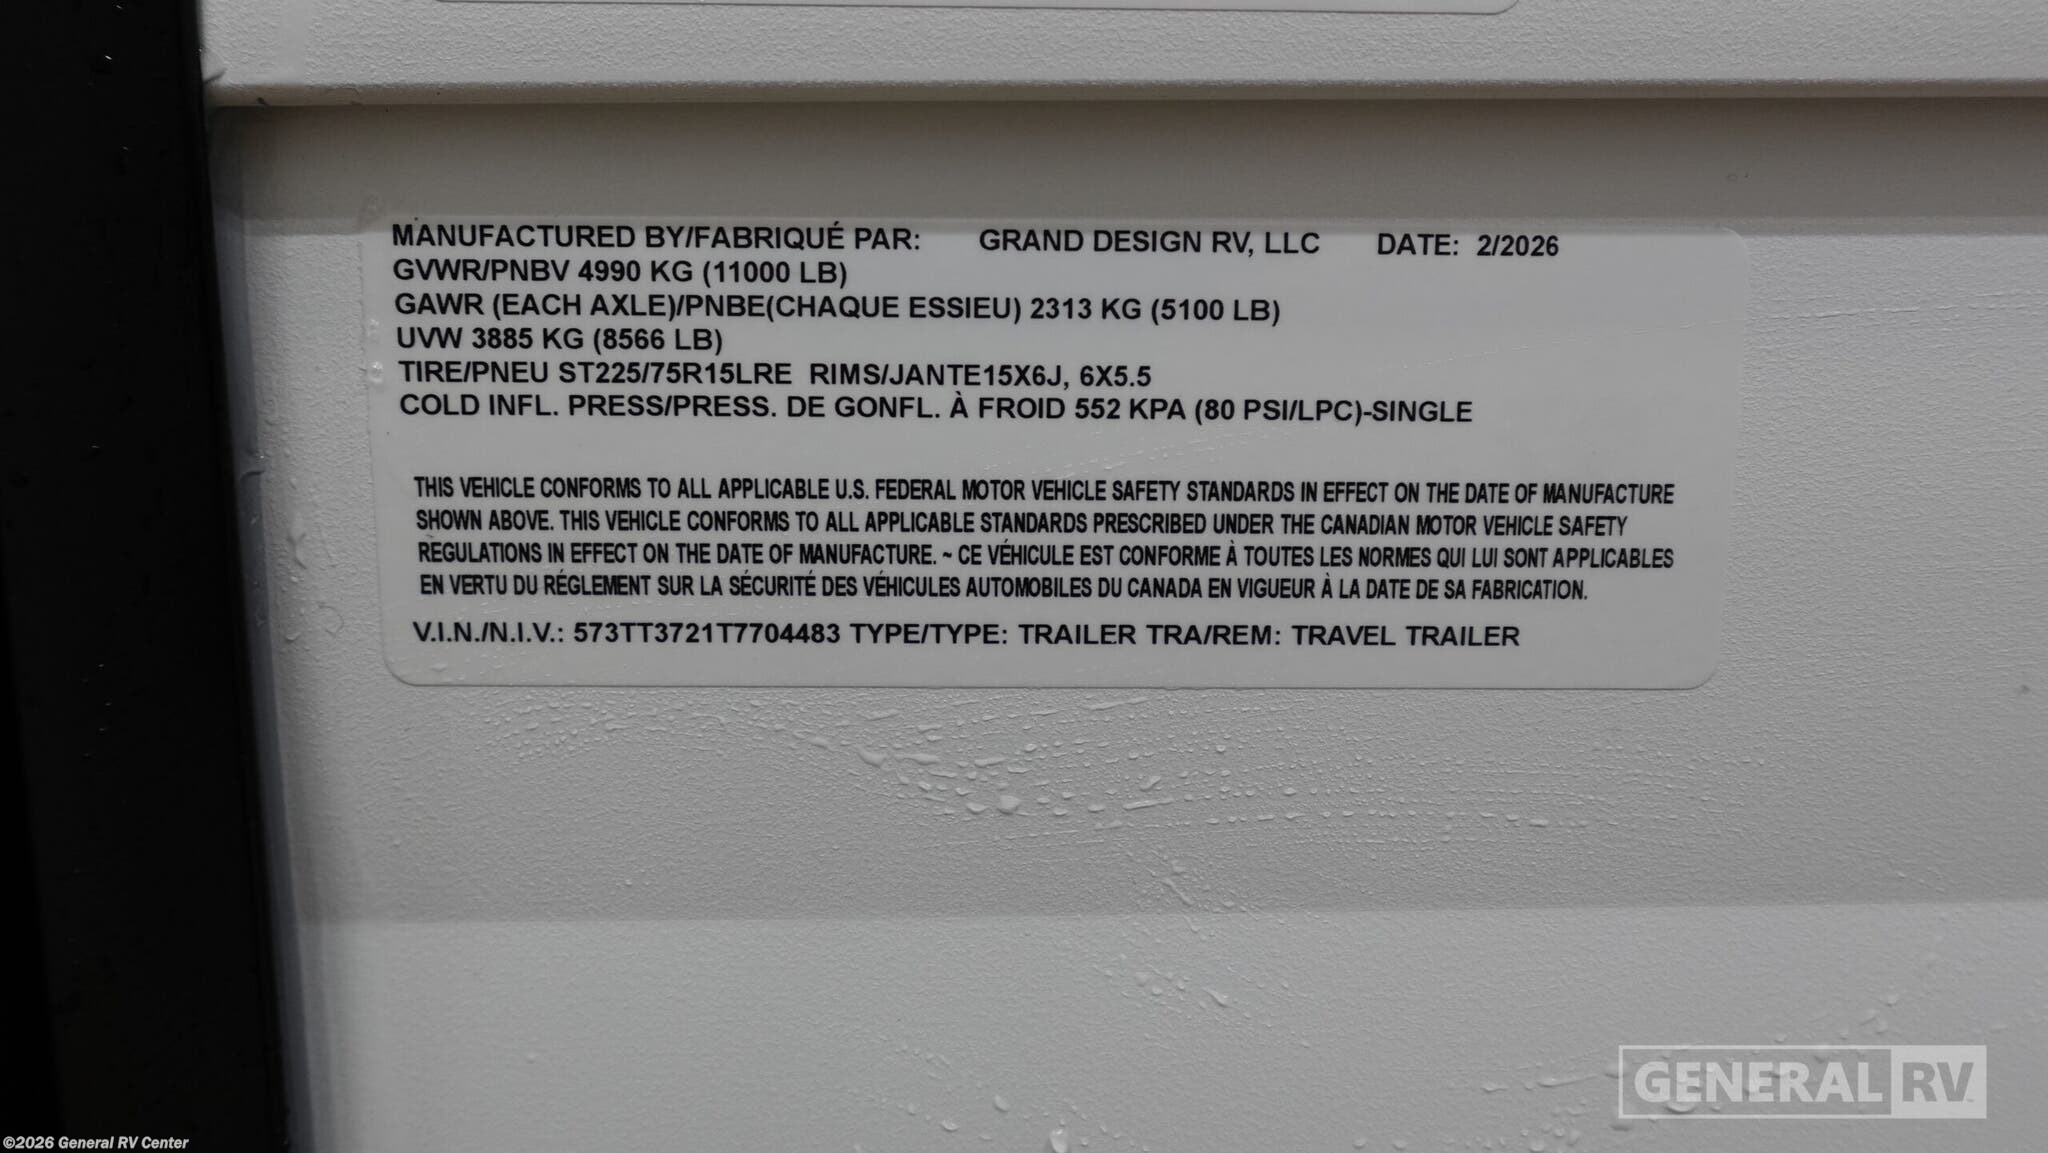 MANUFACTURED BY/FABRIQUÉ PAR: GRAND DESIGN RV, LLC DATE: 2/2026
GVWR/PNBV 4990 KG (11000 LB)
GAWR (EACH AXLE)/PNBE(CHAQUE ESSIEU) 2313 KG (5100 LB)
UVW 3885 KG (8566 LB)
TIRE/PNEU ST225/75R15LRE RIMS/JANTE15X6J, 6X5.5
COLD INFL. PRESS/PRESS. DE GONFL. À FROID 552 KPA (80 PSI/LPC)-SINGLE
THIS VEHICLE CONFORMS TO ALL APPLICABLE U.S. FEDERAL MOTOR VEHICLE SAFETY STANDARDS IN EFFECT ON THE DATE OF MANUFACTURE
SHOWN ABOVE. THIS VEHICLE CONFORMS TO ALL APPLICABLE STANDARDS PRESCRIBED UNDER THE CANADIAN MOTOR VEHICLE SAFETY
REGULATIONS IN EFFECT ON THE DATE OF MANUFACTURE. ~ CE VÉHICULE EST CONFORME À TOUTES LES NORMES QUI LUI SONT APPLICABLES
EN VERTU DU RÉGLEMENT SUR LA SÉCURITÉ DES VÉHICULES AUTOMOBILES DU CANADA EN VIGUEUR À LA DATE DE SA FABRICATION.
V.I.N./N.I.V.: 573TT3721T7704483 TYPE/TYPE: TRAILER TRA/REM: TRAVEL TRAILER
GENERAL RV
©2026 General RV Center